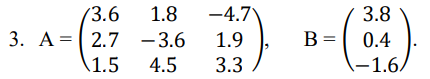 3. A = (3.6 1.8 −4.7
2.7 −3.6 1.9
1.5 4.5 3.3), B = (3.8
0.4
−1.6).